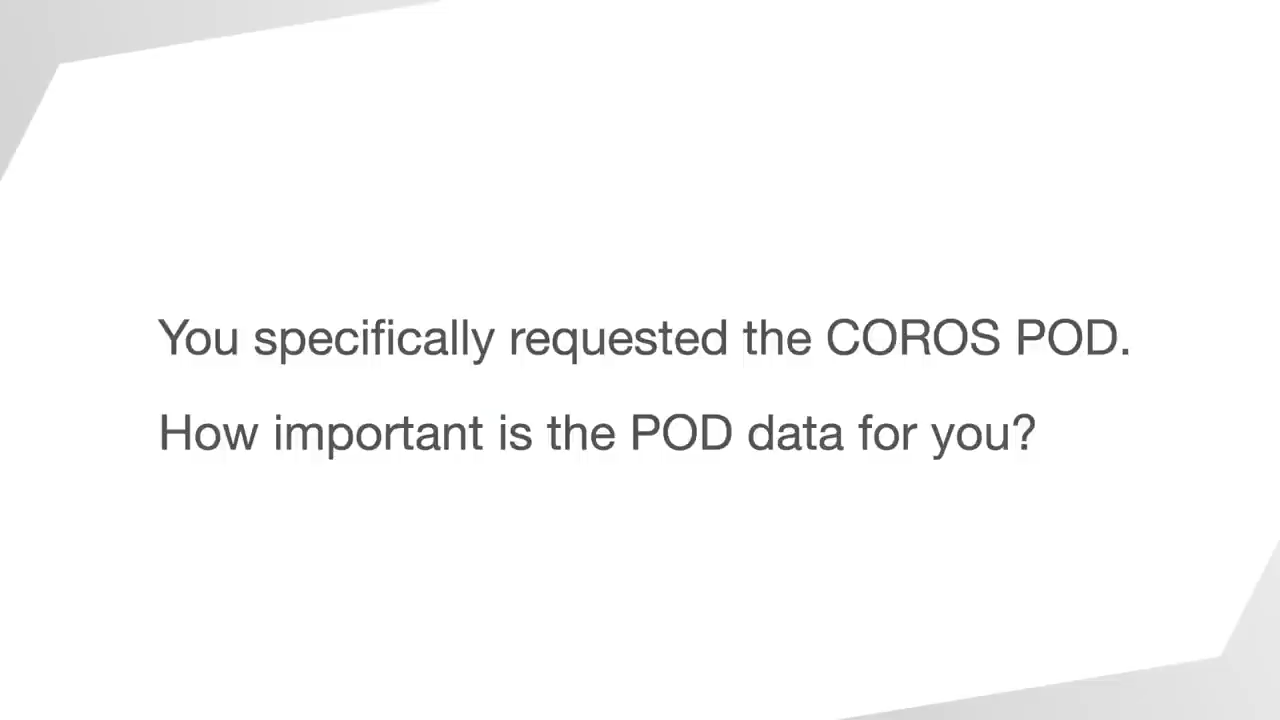 You specifically requested the COROS POD.
How important is the POD data for you?